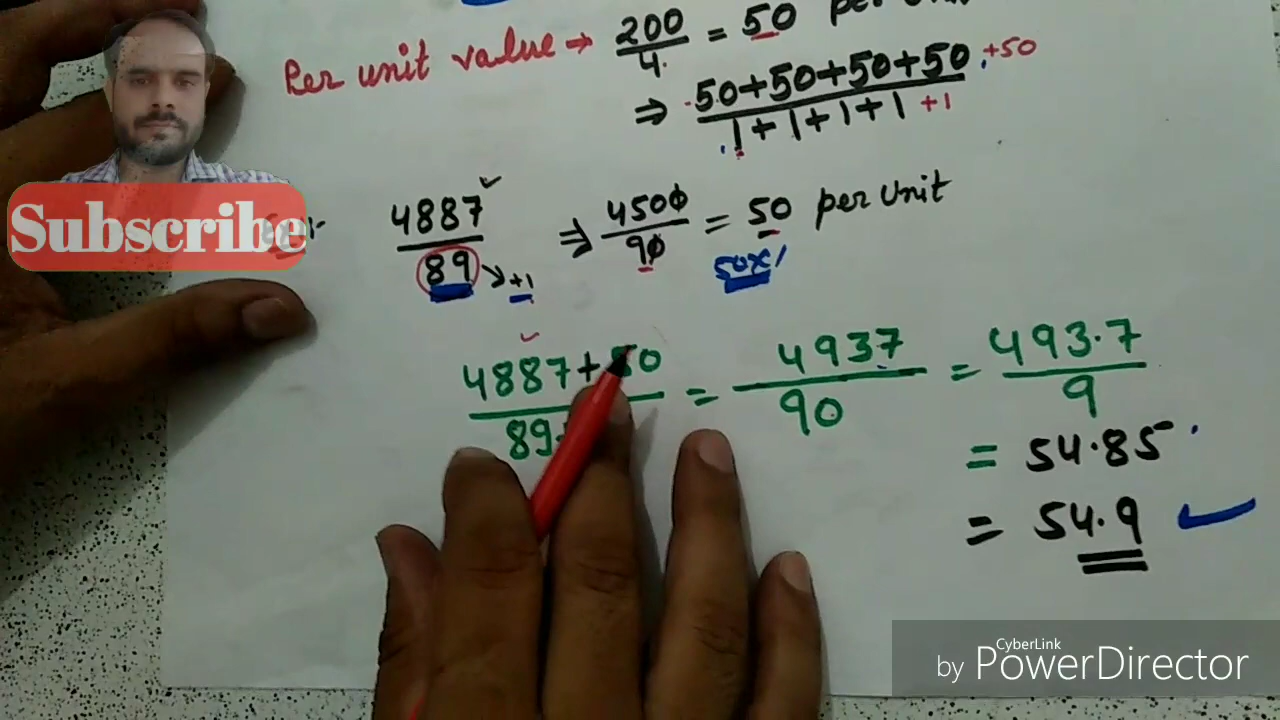 Per unit value → 200/4. = 50 per unit
⇒ 50+50+50+50 +50 / 1+1+1+1 +1
4887/89 → +1 ⇒ 4500/90 = 50 per unit
50×1
4887+50 / 89 = 4937/90 = 493.7/9
= 54.85
= 54.9
Subscribe
CyberLink
by PowerDirector